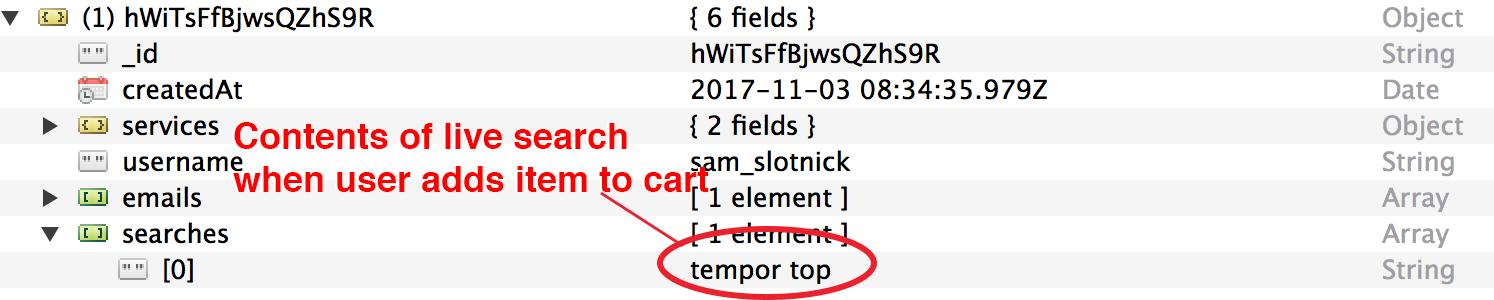 (1) hWiTsFfBjwsQZhS9R { 6 fields } Object
_id hWiTsFfBjwsQZhS9R String
createdAt 2017-11-03 08:34:35.979Z Date
services { 2 fields } Object
Contents of live search
username sam_slotnick String
when user adds item to cart
emails [ 1 element ] Array
searches [ 1 element ] Array
[0] tempor top String